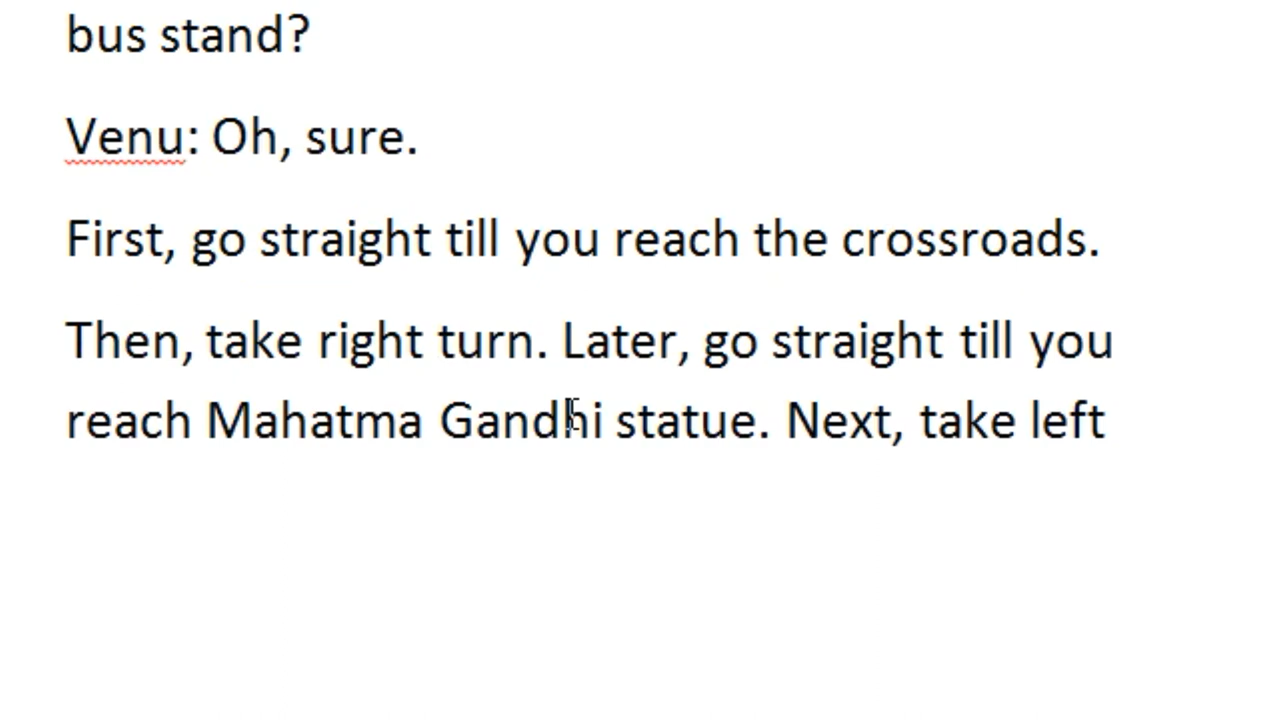 bus stand?
Venu: Oh, sure.
First, go straight till you reach the crossroads.
Then, take right turn. Later, go straight till you
reach Mahatma Gandhi statue. Next, take left